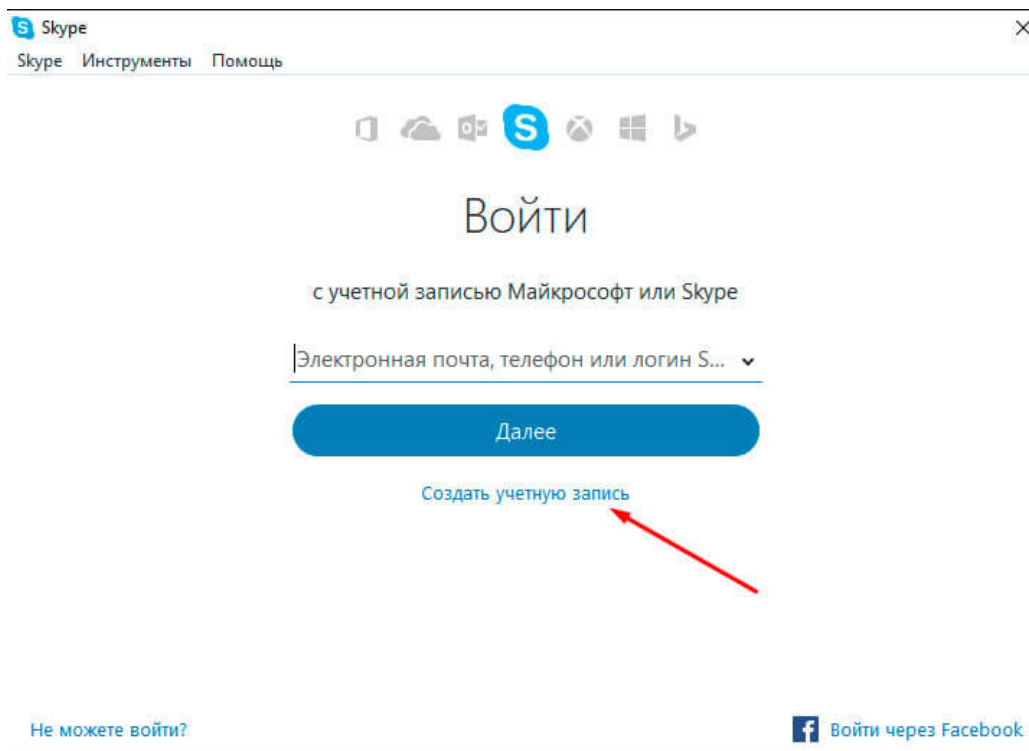 Skype
Skype Инструменты Помощь
Войти
с учетной записью Майкрософт или Skype
Электронная почта, телефон или логин S...
Далее
Создать учетную запись
Не можете войти?
Войти через Facebook